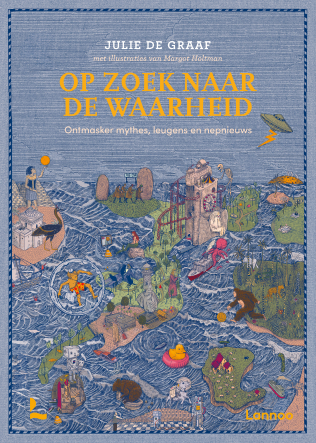 JULIE DE GRAAF
met illustraties van Margot Holtman
OP ZOEK NAAR
DE WAARHEID
Ontmasker mythes, leugens en nepnieuws
L
Lannoo